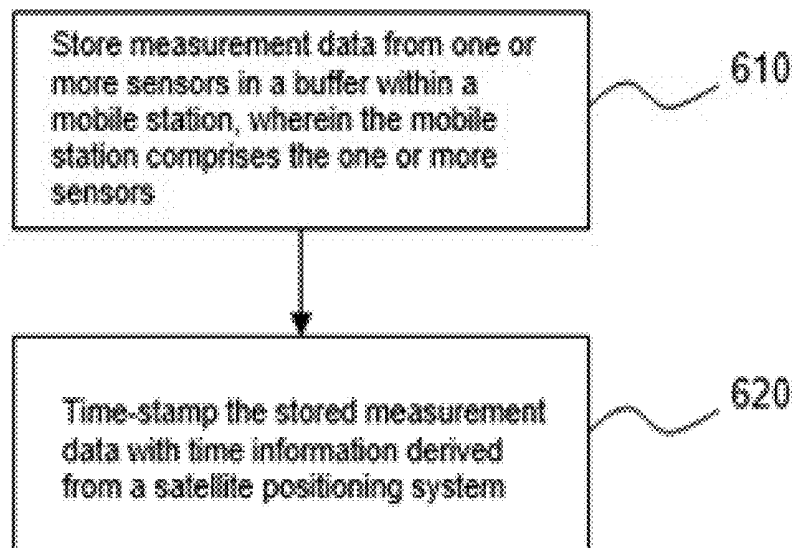 Store measurement data from one or
more sensors in a buffer within a
mobile station, wherein the mobile
station comprises the one or more
sensors
610
Time-stamp the stored measurement
data with time information derived
from a satellite positioning system
620